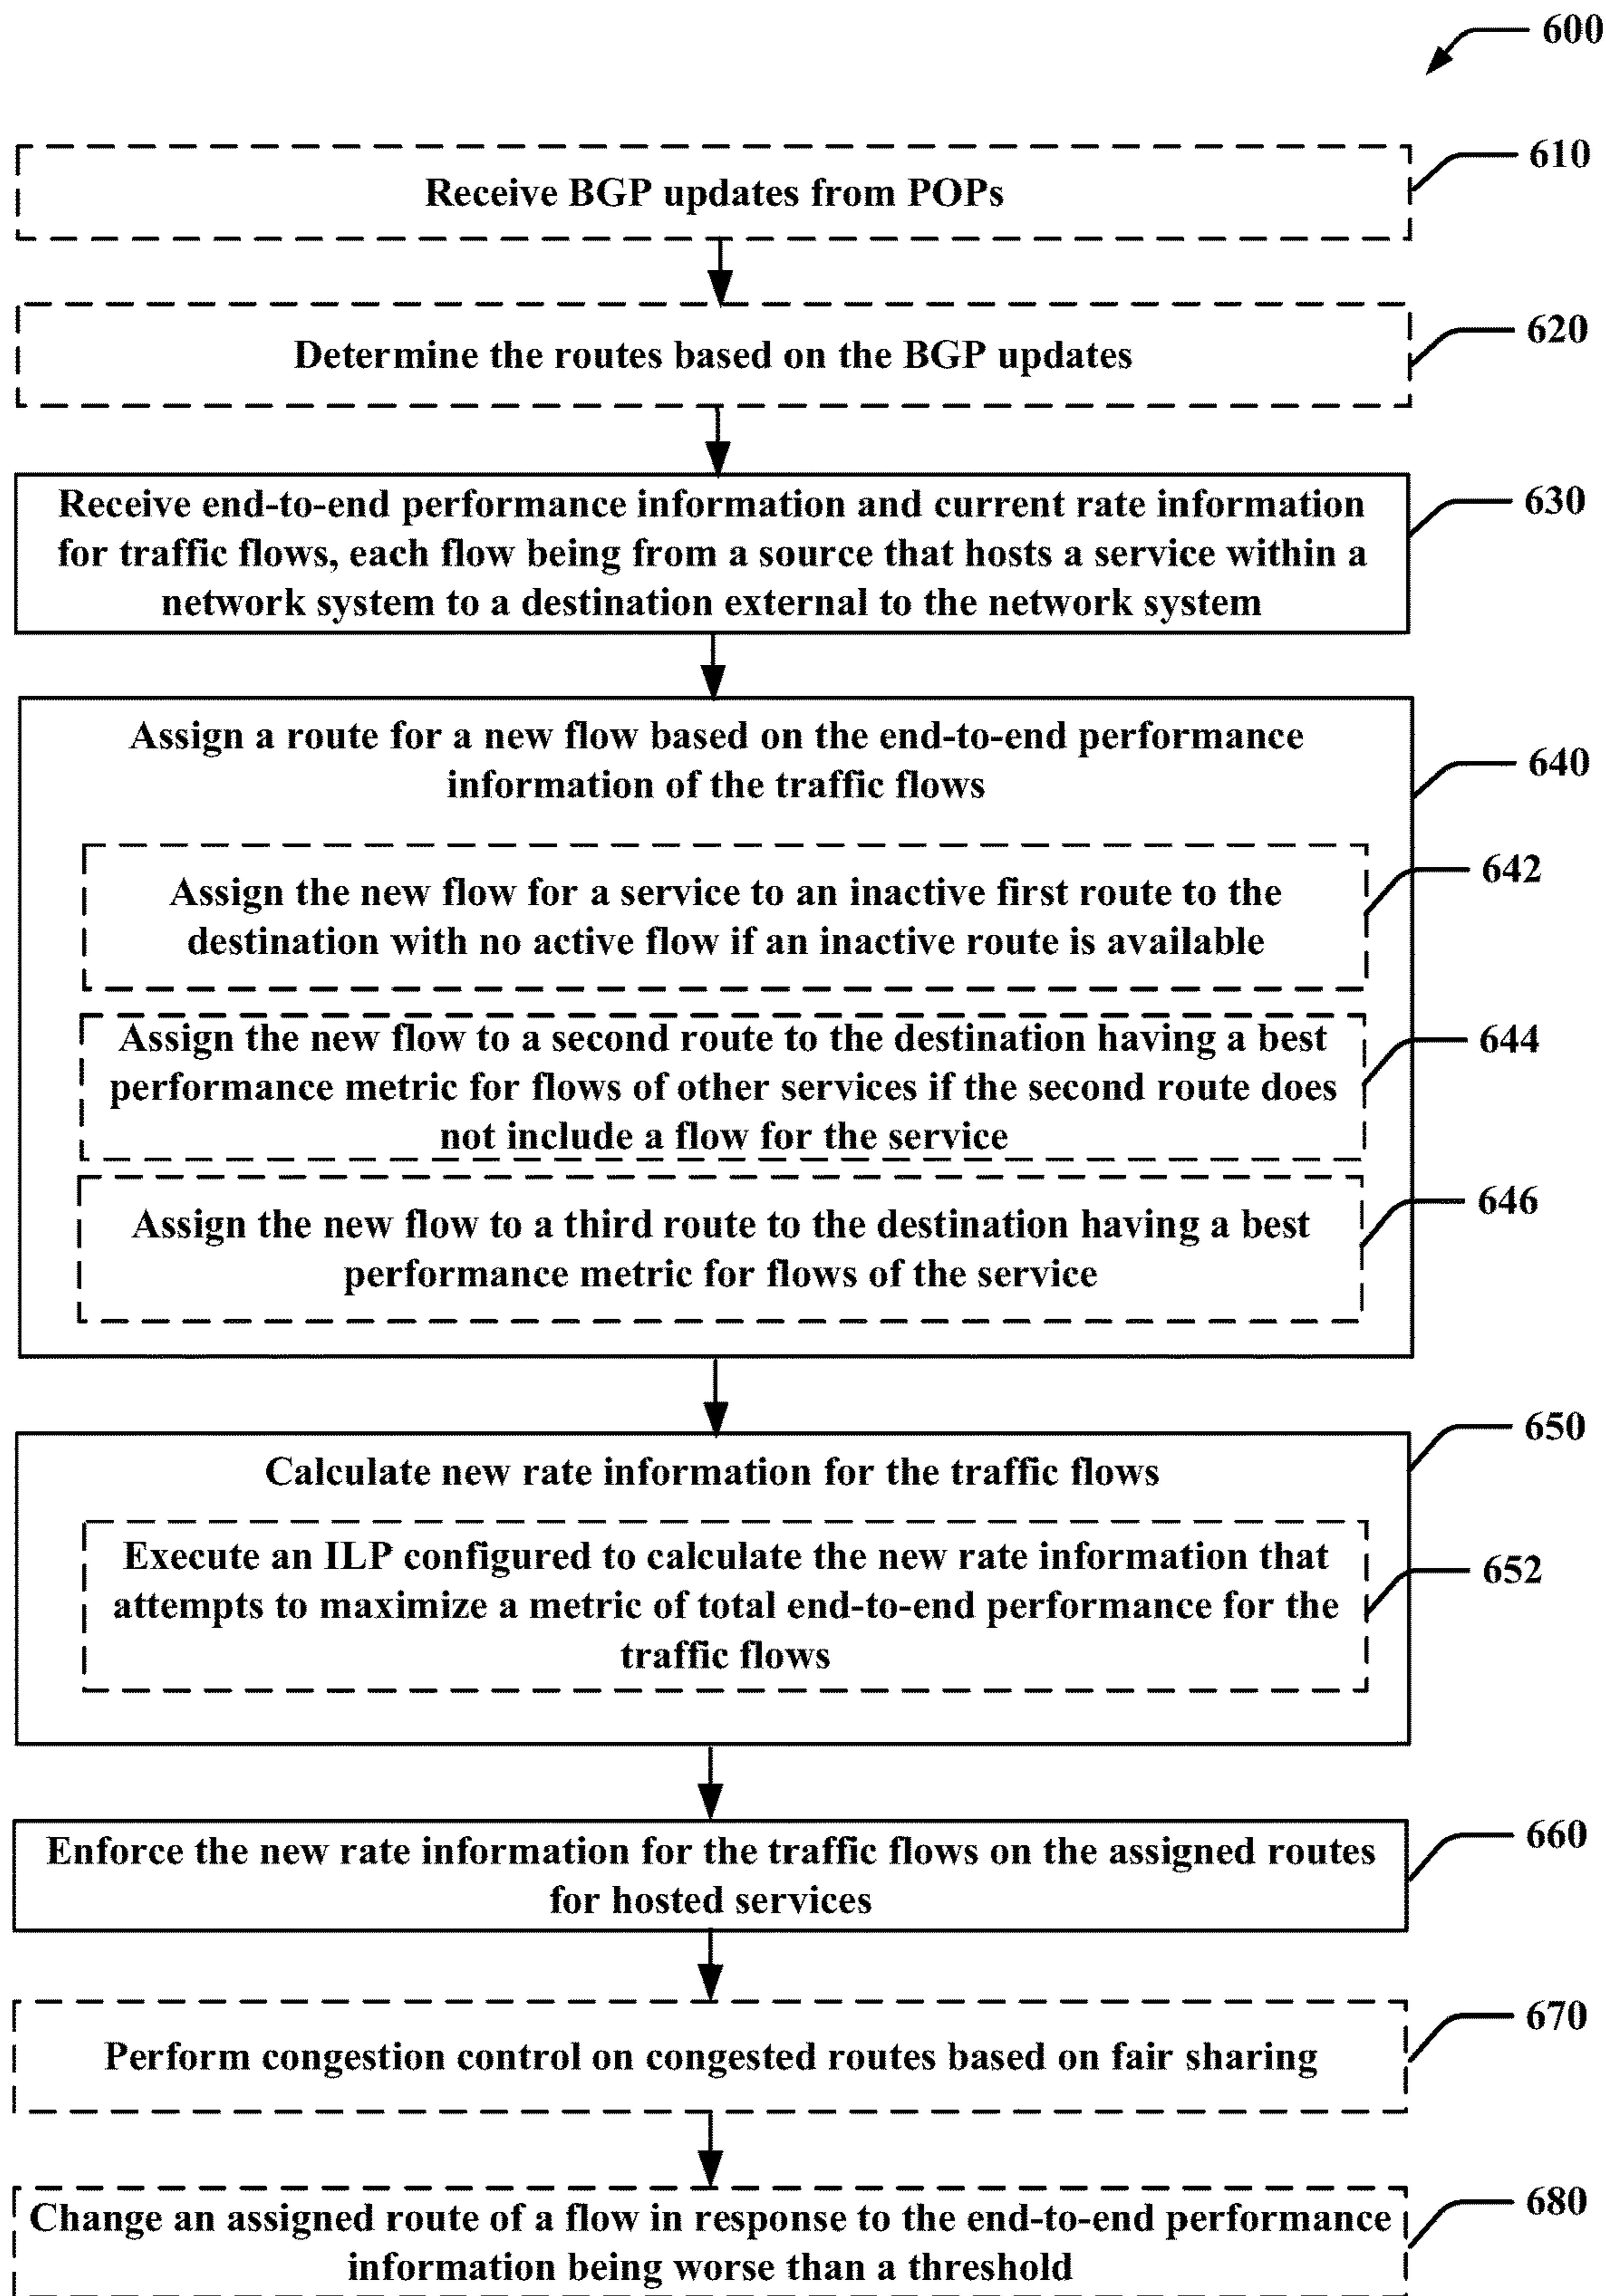 600
610
Receive BGP updates from POPs
620
Determine the routes based on the BGP updates
630
Receive end-to-end performance information and current rate information
for traffic flows, each flow being from a source that hosts a service within a
network system to a destination external to the network system
640
Assign a route for a new flow based on the end-to-end performance
information of the traffic flows
642
Assign the new flow for a service to an inactive first route to the
destination with no active flow if an inactive route is available
644
Assign the new flow to a second route to the destination having a best
performance metric for flows of other services if the second route does
not include a flow for the service
646
Assign the new flow to a third route to the destination having a best
performance metric for flows of the service
650
Calculate new rate information for the traffic flows
652
Execute an ILP configured to calculate the new rate information that
attempts to maximize a metric of total end-to-end performance for the
traffic flows
660
Enforce the new rate information for the traffic flows on the assigned routes
for hosted services
670
Perform congestion control on congested routes based on fair sharing
680
Change an assigned route of a flow in response to the end-to-end performance
information being worse than a threshold